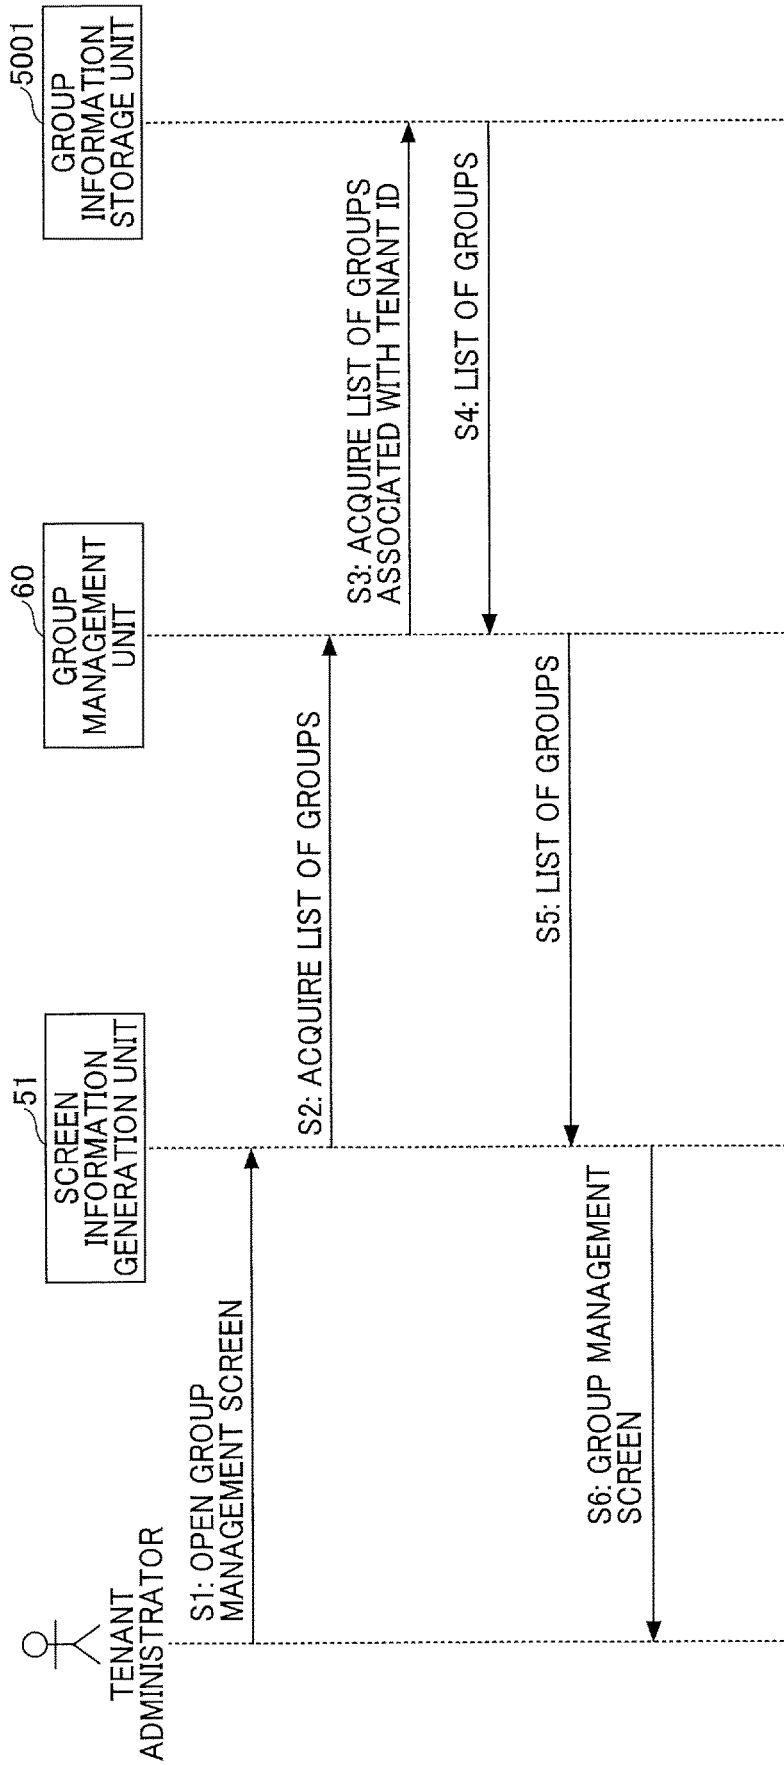 TENANT
ADMINISTRATOR
51
SCREEN
INFORMATION
GENERATION UNIT
60
GROUP
MANAGEMENT
UNIT
5001
GROUP
INFORMATION
STORAGE UNIT
S1: OPEN GROUP
MANAGEMENT SCREEN
S2: ACQUIRE LIST OF GROUPS
S3: ACQUIRE LIST OF GROUPS
ASSOCIATED WITH TENANT ID
S4: LIST OF GROUPS
S5: LIST OF GROUPS
S6: GROUP MANAGEMENT
SCREEN